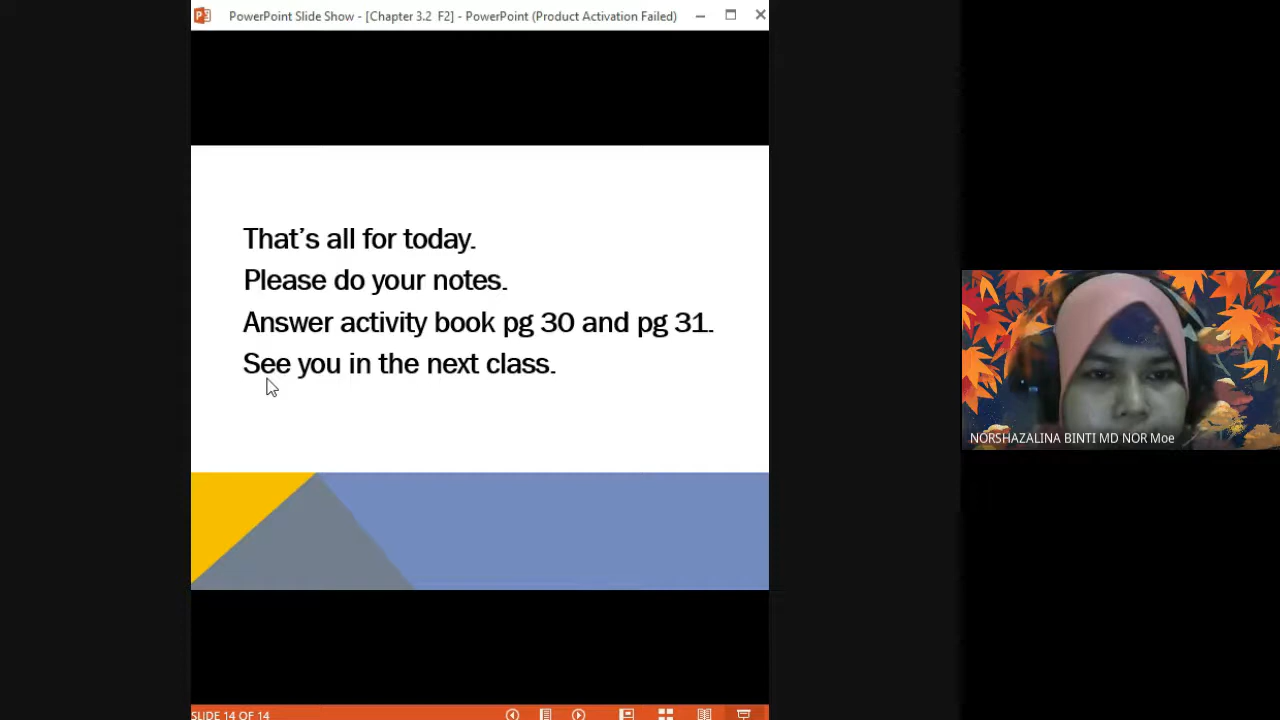 PowerPoint Slide Show - [Chapter 3.2 F2] - PowerPoint (Product Activation Failed)
That's all for today.
Please do your notes.
Answer activity book pg 30 and pg 31.
See you in the next class.
NORSHAZALINA BINTI MD NOR Moe
SLIDE 14 OF 14